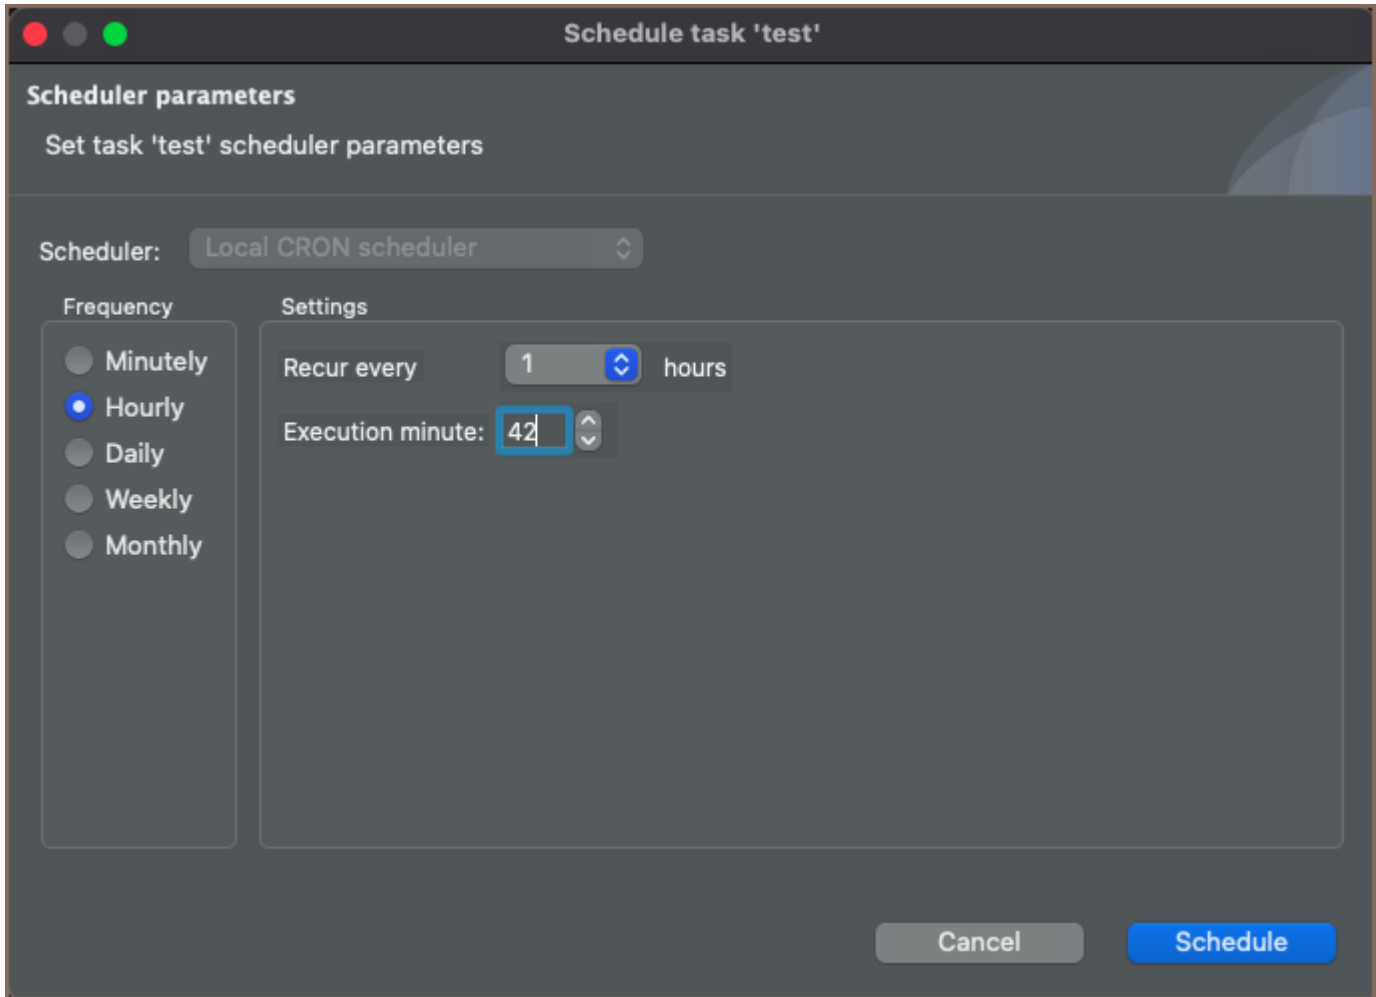 Schedule task 'test'
Scheduler parameters
Set task 'test' scheduler parameters
Scheduler: Local CRON scheduler
Frequency
Minutely
Hourly
Daily
Weekly
Monthly
Settings
Recur every 1 hours
Execution minute: 42
Cancel Schedule